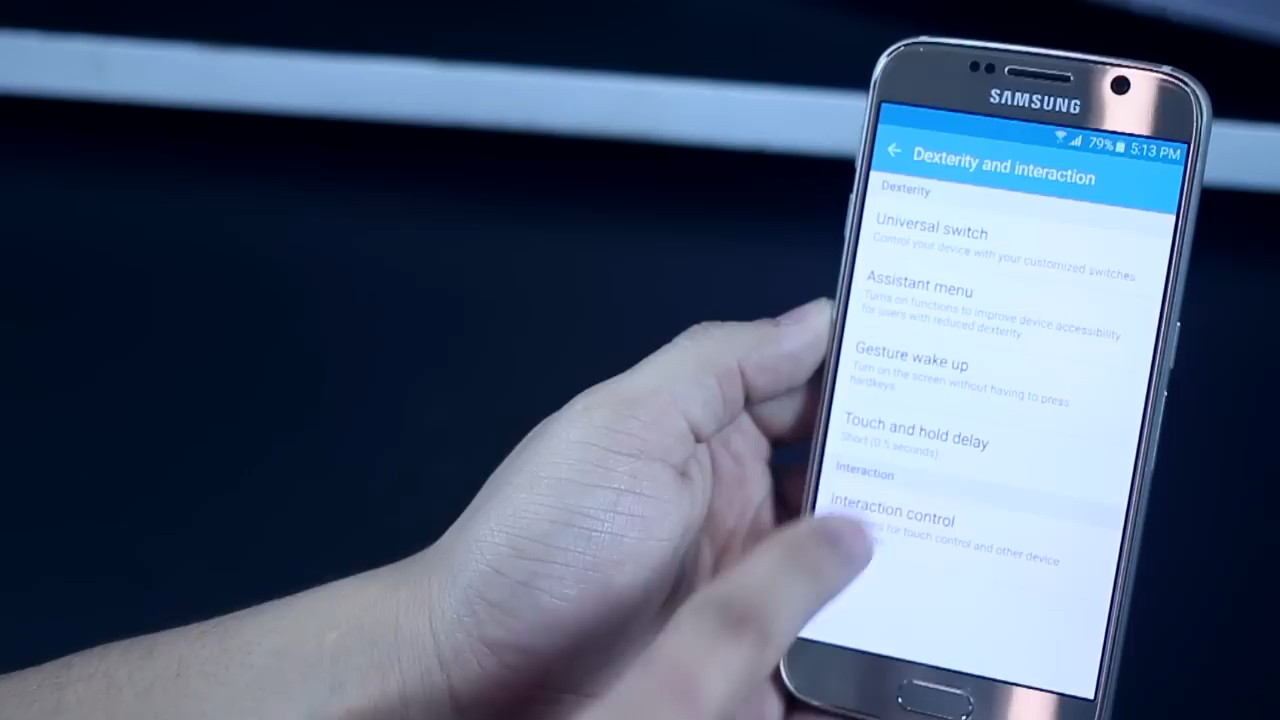 SAMSUNG
79% 5:13 PM
Dexterity and interaction
Dexterity
Universal switch
Control your device with your customized switches
Assistant menu
Turns on functions to improve device accessibility
for users with reduced dexterity
Gesture wake up
Turn on the screen without having to press
hardkeys
Touch and hold delay
Short (0.5 seconds)
Interaction
Interaction control
for touch control and other device